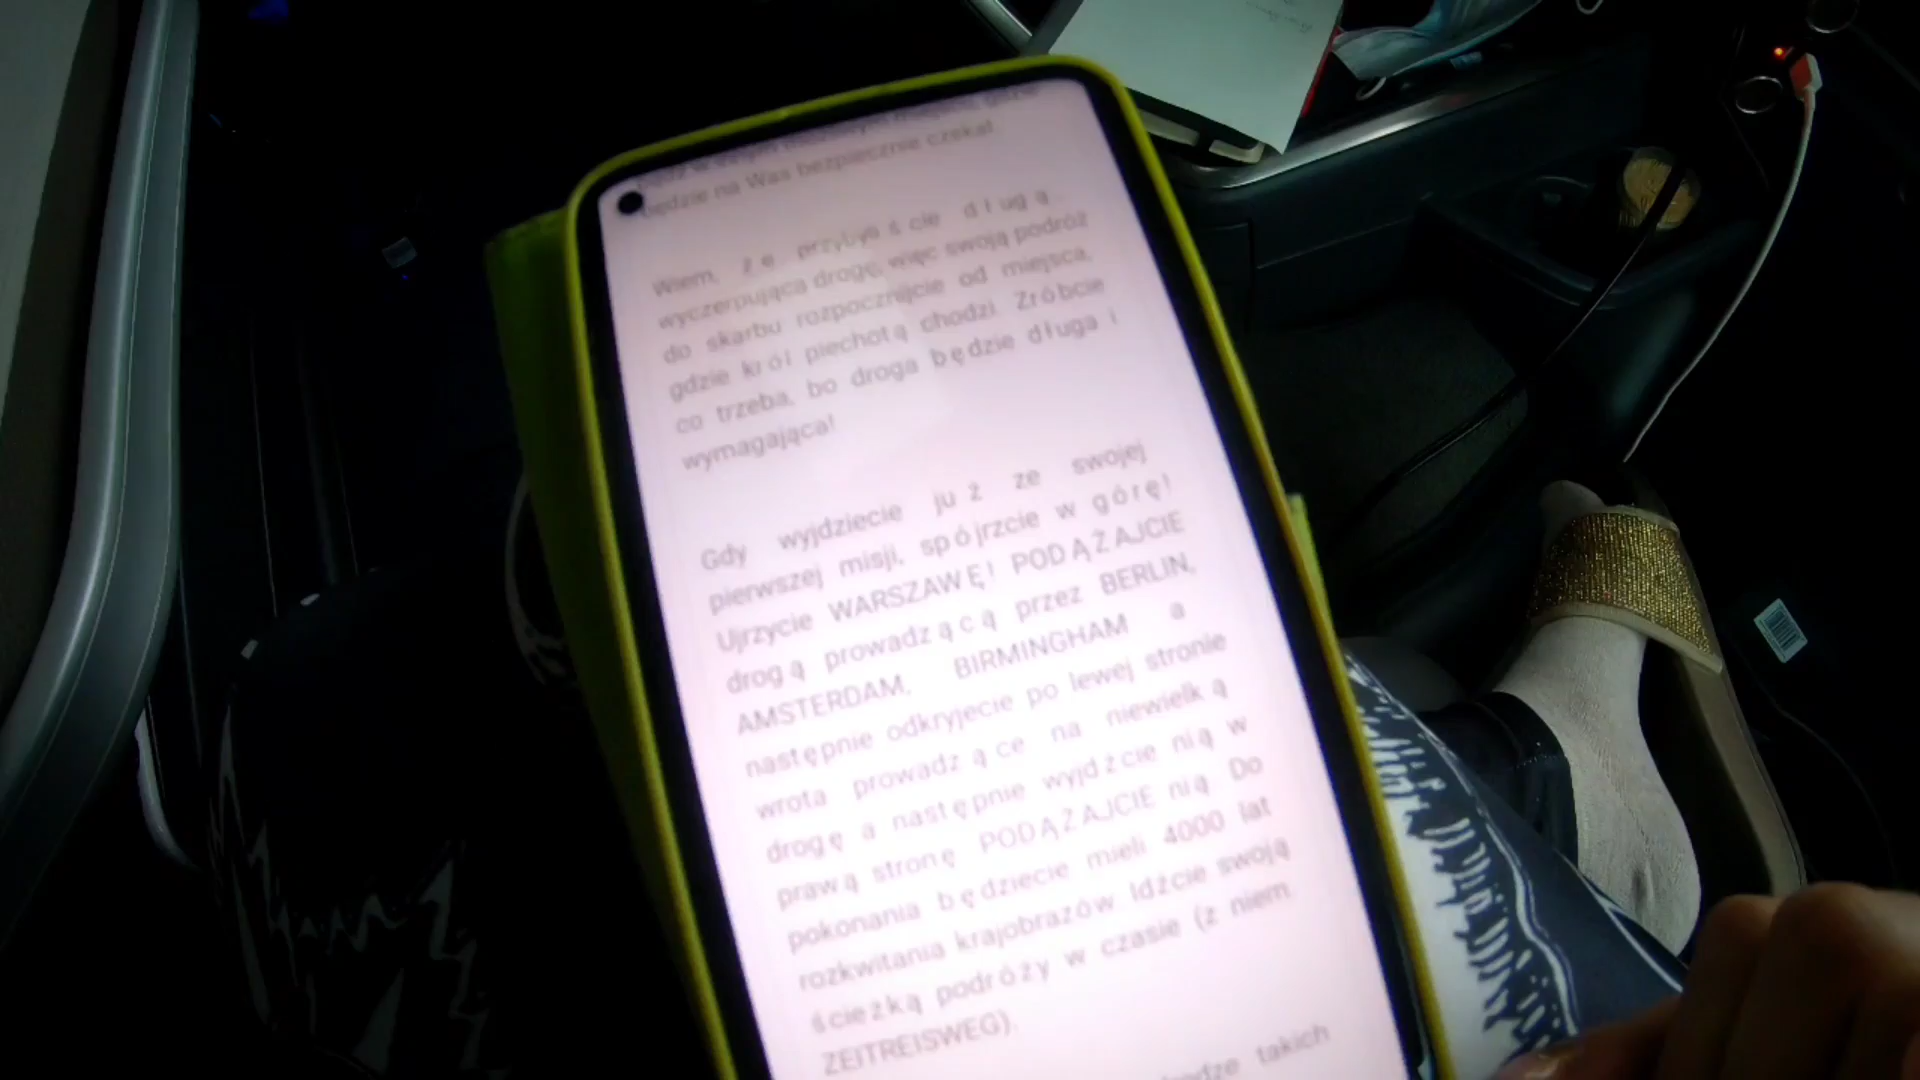 będzie na Was bezpiecznie czekał
Wiem, że przybyliście długą
wyczerpującą drogę, więc swoją podróż
do skarbu rozpocznijcie od miejsca,
gdzie król piechotą chodzi. Zróbcie
co trzeba, bo droga będzie długa i
wymagająca!
Gdy wyjdziecie już ze swojej
pierwszej misji, spójrzcie w górę!
Ujrzycie WARSZAWĘ! PODĄŻAJCIE
drogą prowadzącą przez BERLIN,
AMSTERDAM, BIRMINGHAM a
następnie odkryjecie po lewej stronie
wrota prowadzące na niewielką
drogę a następnie wyjdźcie nią w
prawą stronę PODĄŻAJCIE nią Do
pokonania będziecie mieli 4000 lat
rozkwitania krajobrazów Idźcie swoją
ścieżką podróży w czasie (z niem.
ZEITREISWEG).
takich